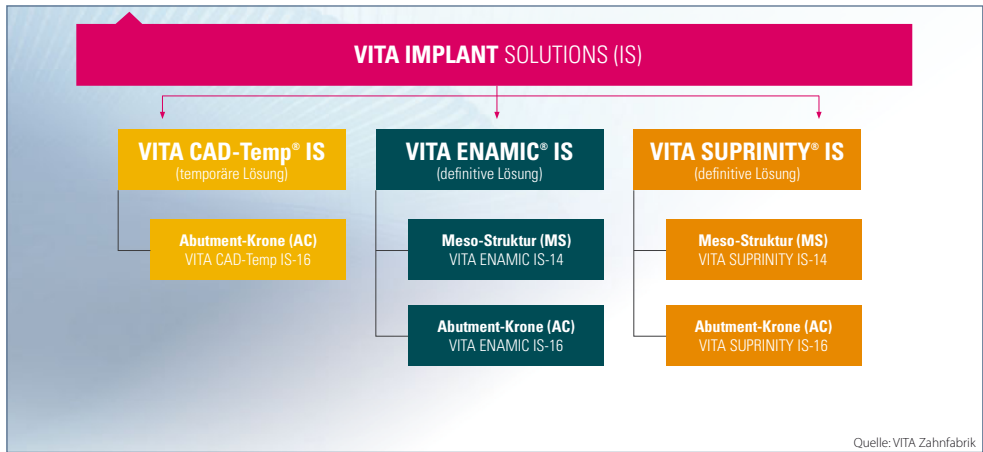 VITA IMPLANT SOLUTIONS (IS)
VITA CAD-Temp® IS
(temporäre Lösung)
Abutment-Krone (AC)
VITA CAD-Temp IS-16
VITA ENAMIC® IS
(definitive Lösung)
Meso-Struktur (MS)
VITA ENAMIC IS-14
Abutment-Krone (AC)
VITA ENAMIC IS-16
VITA SUPRINITY® IS
(definitive Lösung)
Meso-Struktur (MS)
VITA SUPRINITY IS-14
Abutment-Krone (AC)
VITA SUPRINITY IS-16
Quelle: VITA Zahnfabrik